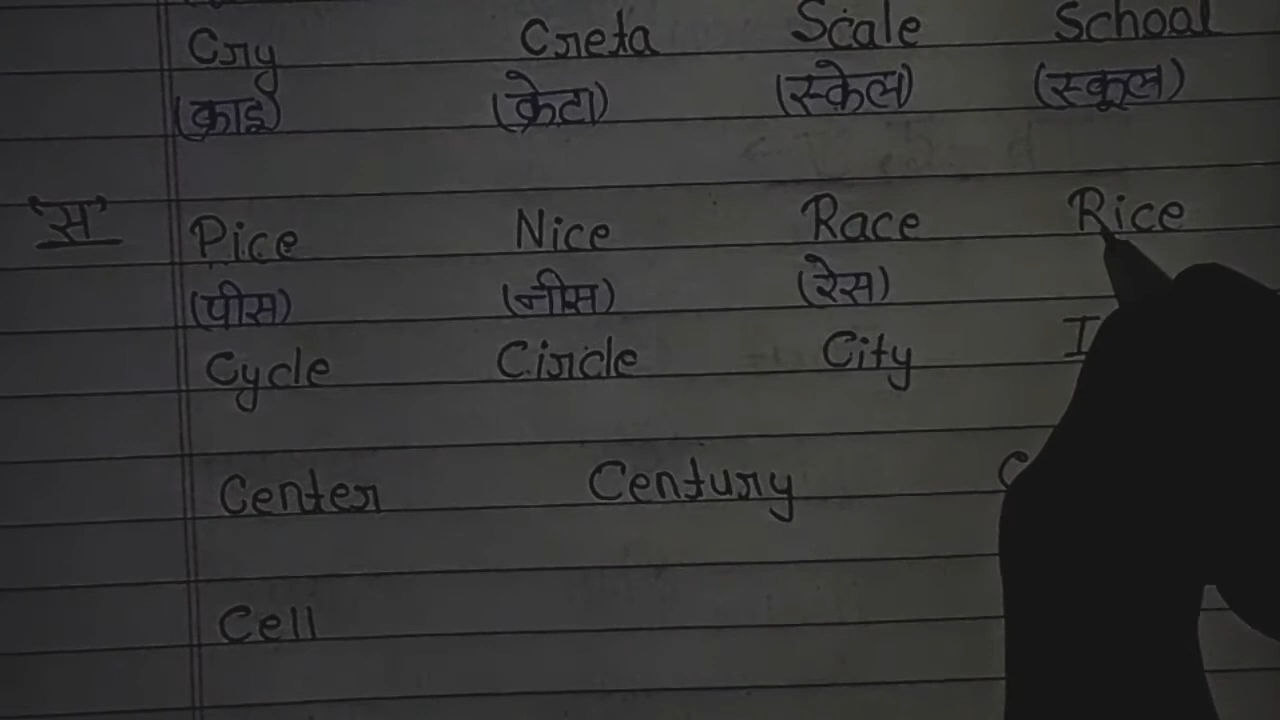 Cry Creta Scale School
(क्राई) (क्रेटा) (स्केल) (स्कूल)
'स' Pice Nice Race Rice
(पीस) (नीस) (रेस)
Cycle Circle City
Center Century
Cell